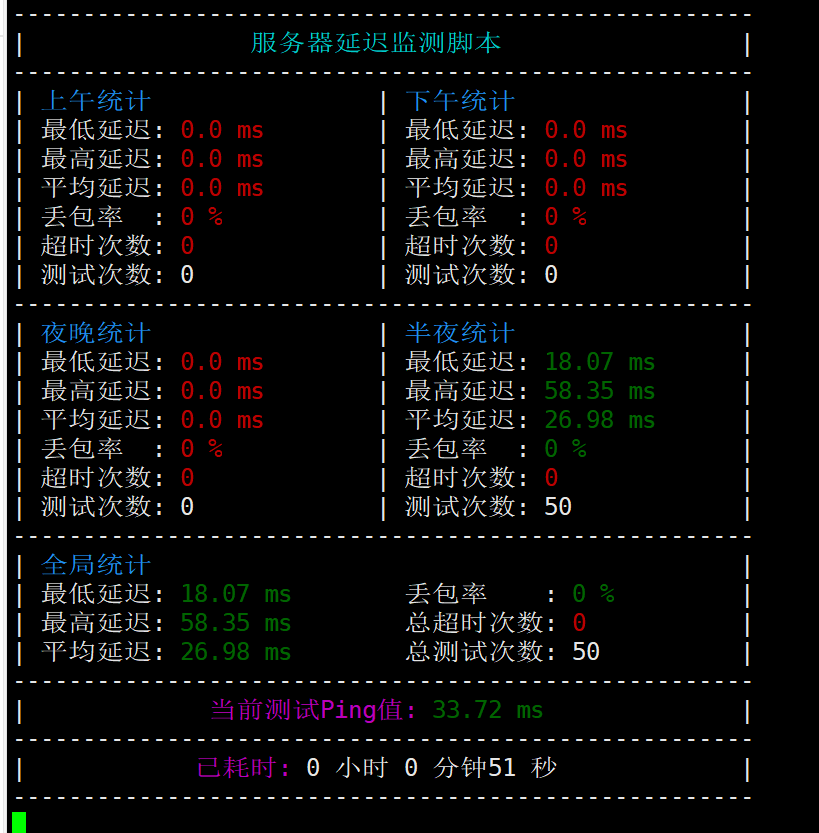 服务器延迟监测脚本
上午统计 | 下午统计
最低延迟: 0.0 ms | 最低延迟: 0.0 ms
最高延迟: 0.0 ms | 最高延迟: 0.0 ms
平均延迟: 0.0 ms | 平均延迟: 0.0 ms
丢包率  : 0 % | 丢包率  : 0 %
超时次数: 0 | 超时次数: 0
测试次数: 0 | 测试次数: 0
夜晚统计 | 半夜统计
最低延迟: 0.0 ms | 最低延迟: 18.07 ms
最高延迟: 0.0 ms | 最高延迟: 58.35 ms
平均延迟: 0.0 ms | 平均延迟: 26.98 ms
丢包率  : 0 % | 丢包率  : 0 %
超时次数: 0 | 超时次数: 0
测试次数: 0 | 测试次数: 50
全局统计
最低延迟: 18.07 ms 丢包率    : 0 %
最高延迟: 58.35 ms 总超时次数: 0
平均延迟: 26.98 ms 总测试次数: 50
当前测试Ping值: 33.72 ms
已耗时: 0 小时 0 分钟51 秒